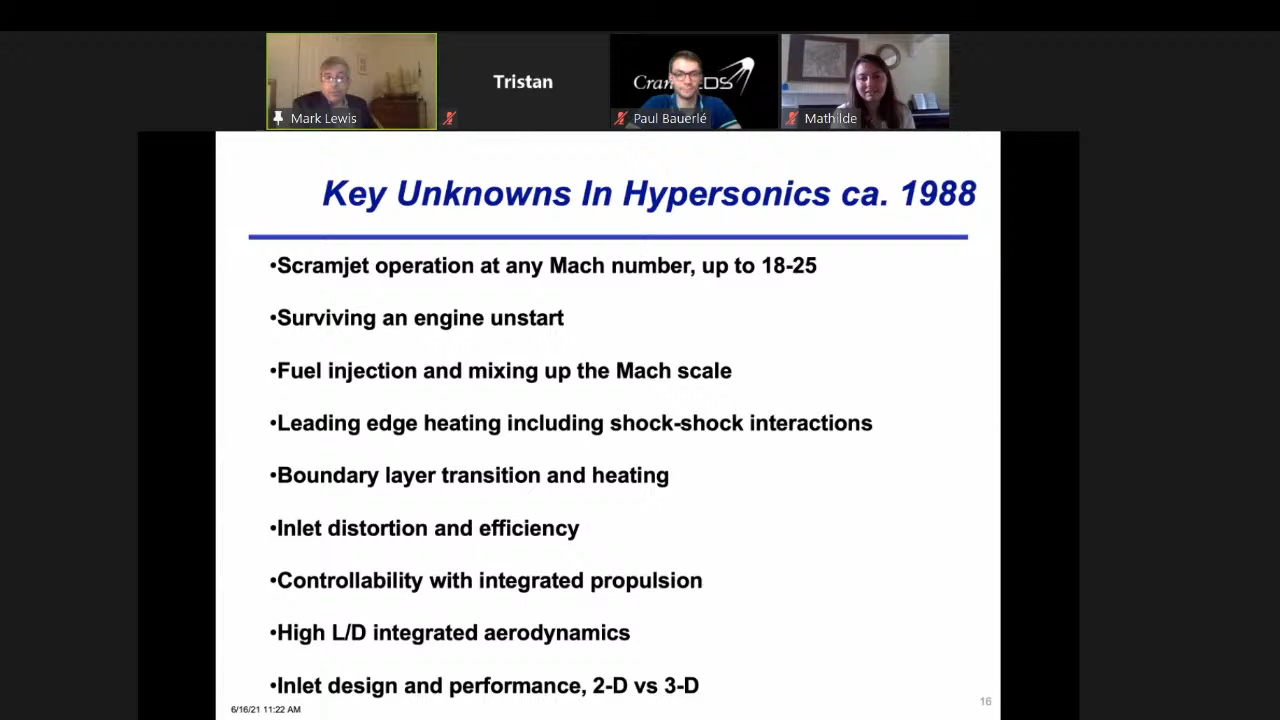 Tristan
Cran
EDS
Mark Lewis
Paul Bauerlé
Mathilde
Key Unknowns In Hypersonics ca. 1988
•Scramjet operation at any Mach number, up to 18-25
•Surviving an engine unstart
•Fuel injection and mixing up the Mach scale
•Leading edge heating including shock-shock interactions
•Boundary layer transition and heating
•Inlet distortion and efficiency
•Controllability with integrated propulsion
•High L/D integrated aerodynamics
•Inlet design and performance, 2-D vs 3-D
6/16/21 11:22 AM
16